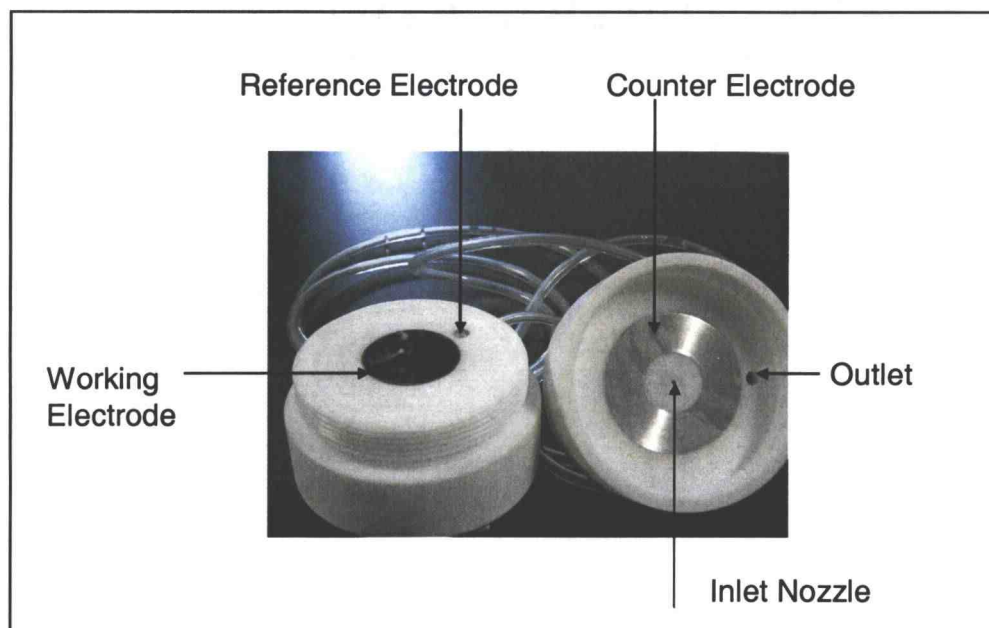 Reference Electrode
Counter Electrode
Working
Electrode
Outlet
Inlet Nozzle